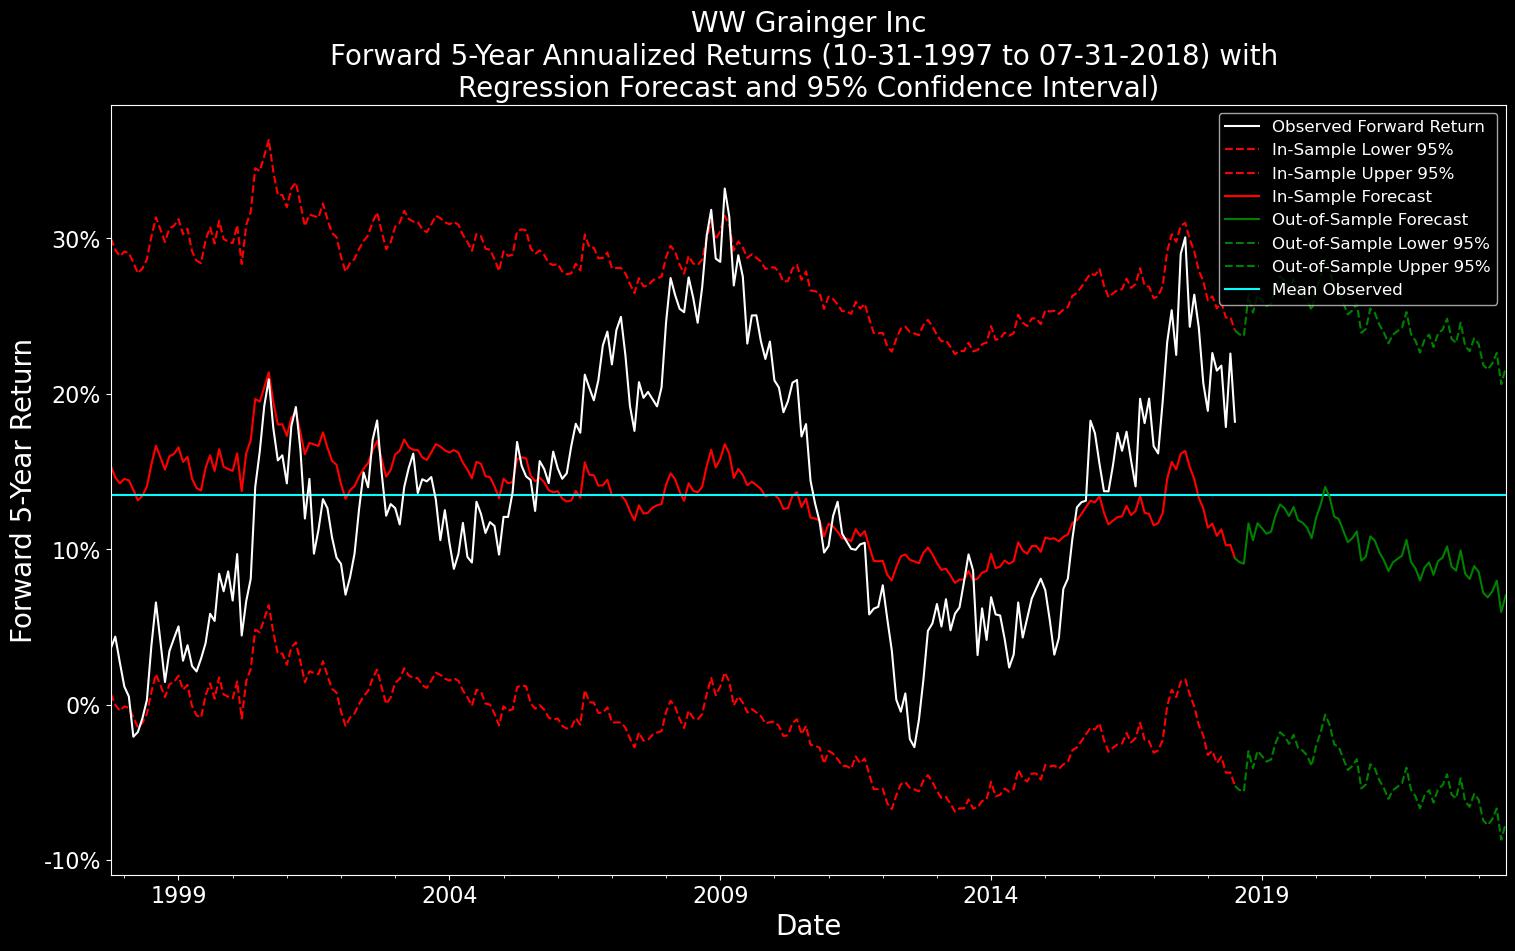 WW Grainger Inc
Forward 5-Year Annualized Returns (10-31-1997 to 07-31-2018) with
Regression Forecast and 95% Confidence Interval)
Observed Forward Return
In-Sample Lower 95%
In-Sample Upper 95%
In-Sample Forecast
Out-of-Sample Forecast
Out-of-Sample Lower 95%
Out-of-Sample Upper 95%
Mean Observed
Forward 5-Year Return
30%
20%
10%
0%
-10%
1999
2004
2009
2014
2019
Date